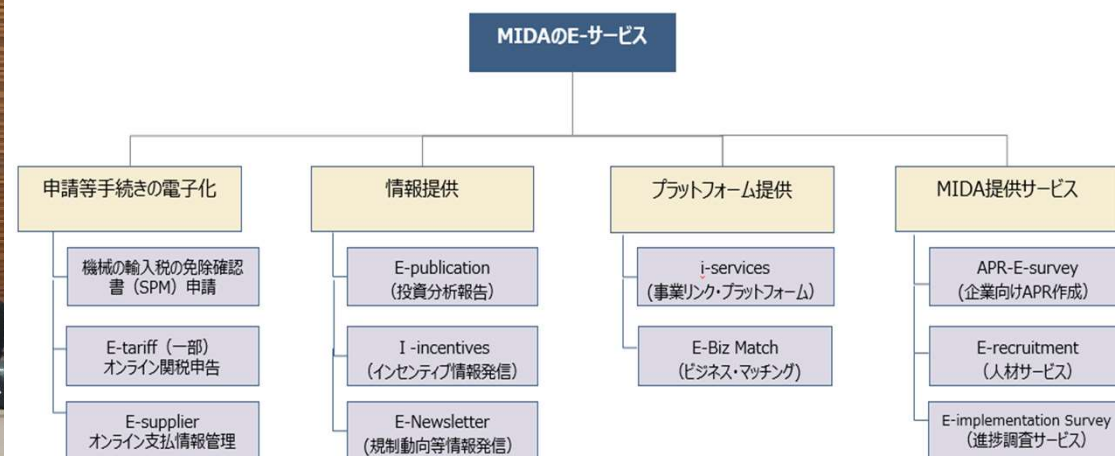 MIDAのE-サービス
申請等手続きの電子化
機械の輸入税の免除確認
書（SPM）申請
E-tariff（一部）
オンライン関税申告
E-supplier
オンライン支払情報管理
情報提供
E-publication
（投資分析報告）
I -incentives
（インセンティブ情報発信）
E-Newsletter
（規制動向等情報発信）
プラットフォーム提供
i-services
（事業リンク・プラットフォーム）
E-Biz Match
（ビジネス・マッチング)
MIDA提供サービス
APR-E-survey
（企業向けAPR作成）
E-recruitment
（人材サービス）
E-implementation Survey
（進捗調査サービス）